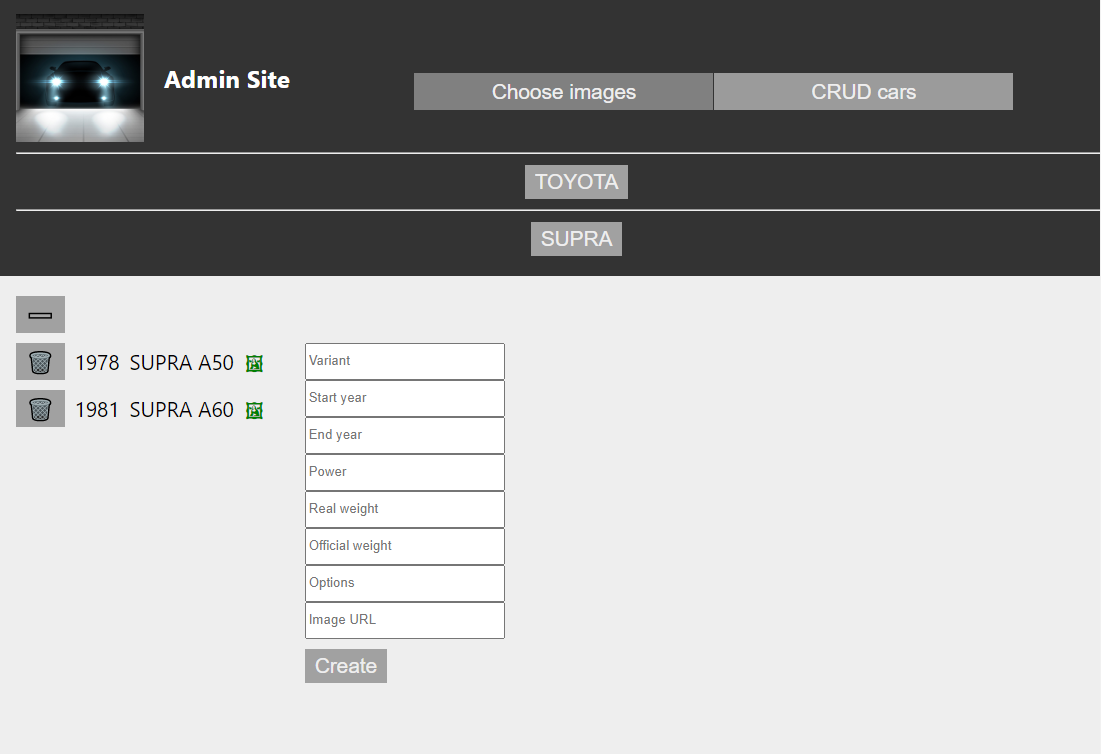 Admin Site
Choose images
CRUD cars
TOYOTA
SUPRA
1978 SUPRA A50
1981 SUPRA A60
Variant
Start year
End year
Power
Real weight
Official weight
Options
Image URL
Create